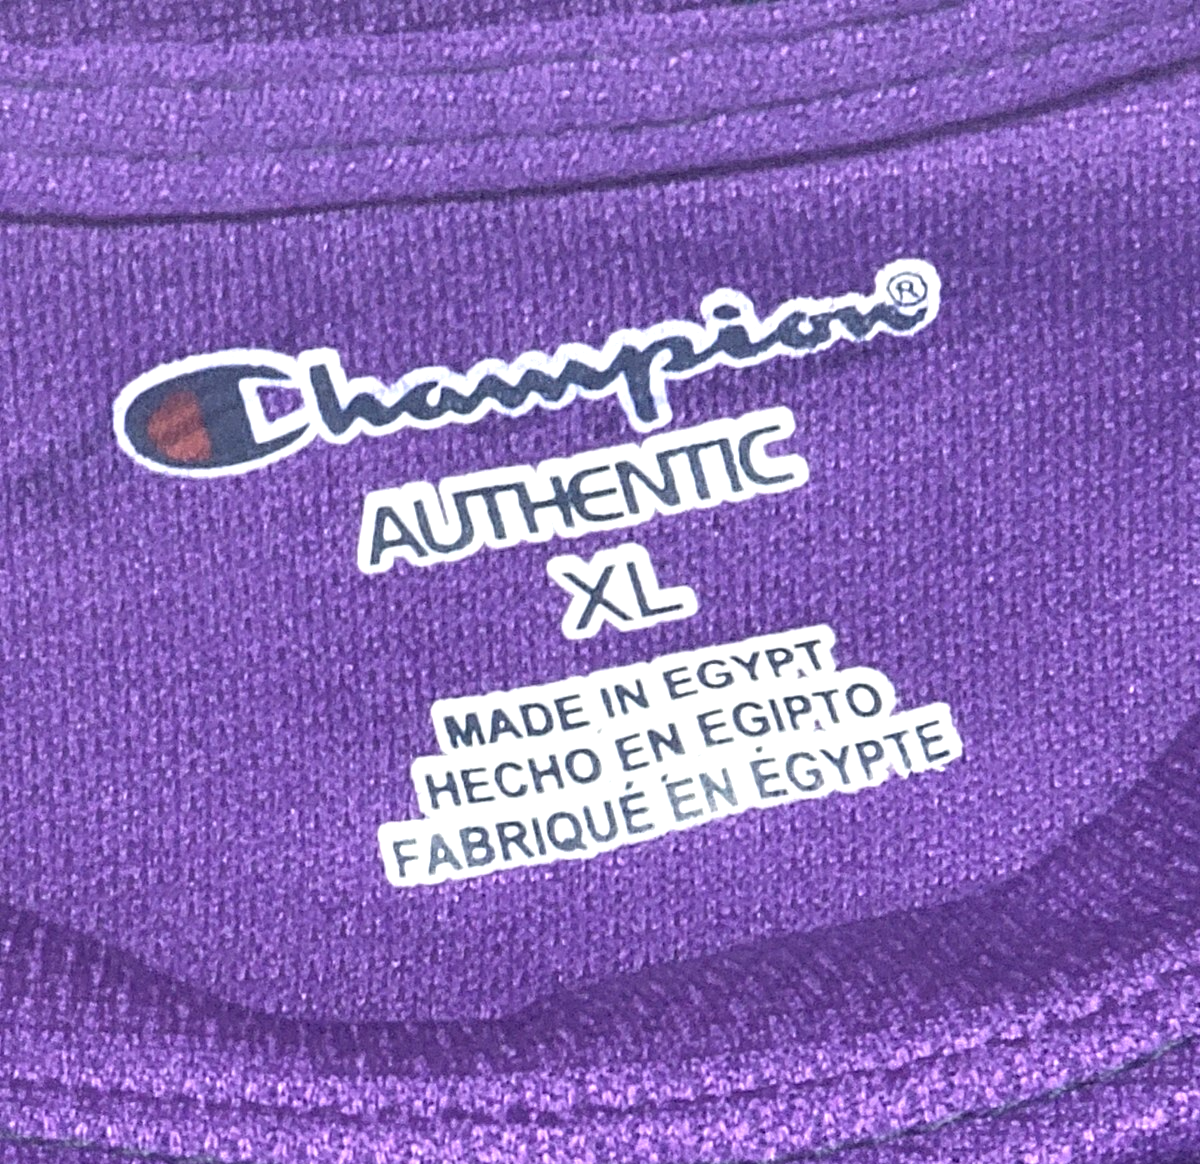 Champion®
AUTHENTIC
XL
MADE IN EGYPT
HECHO EN EGIPTO
FABRIQUÉ EN ÉGYPTE